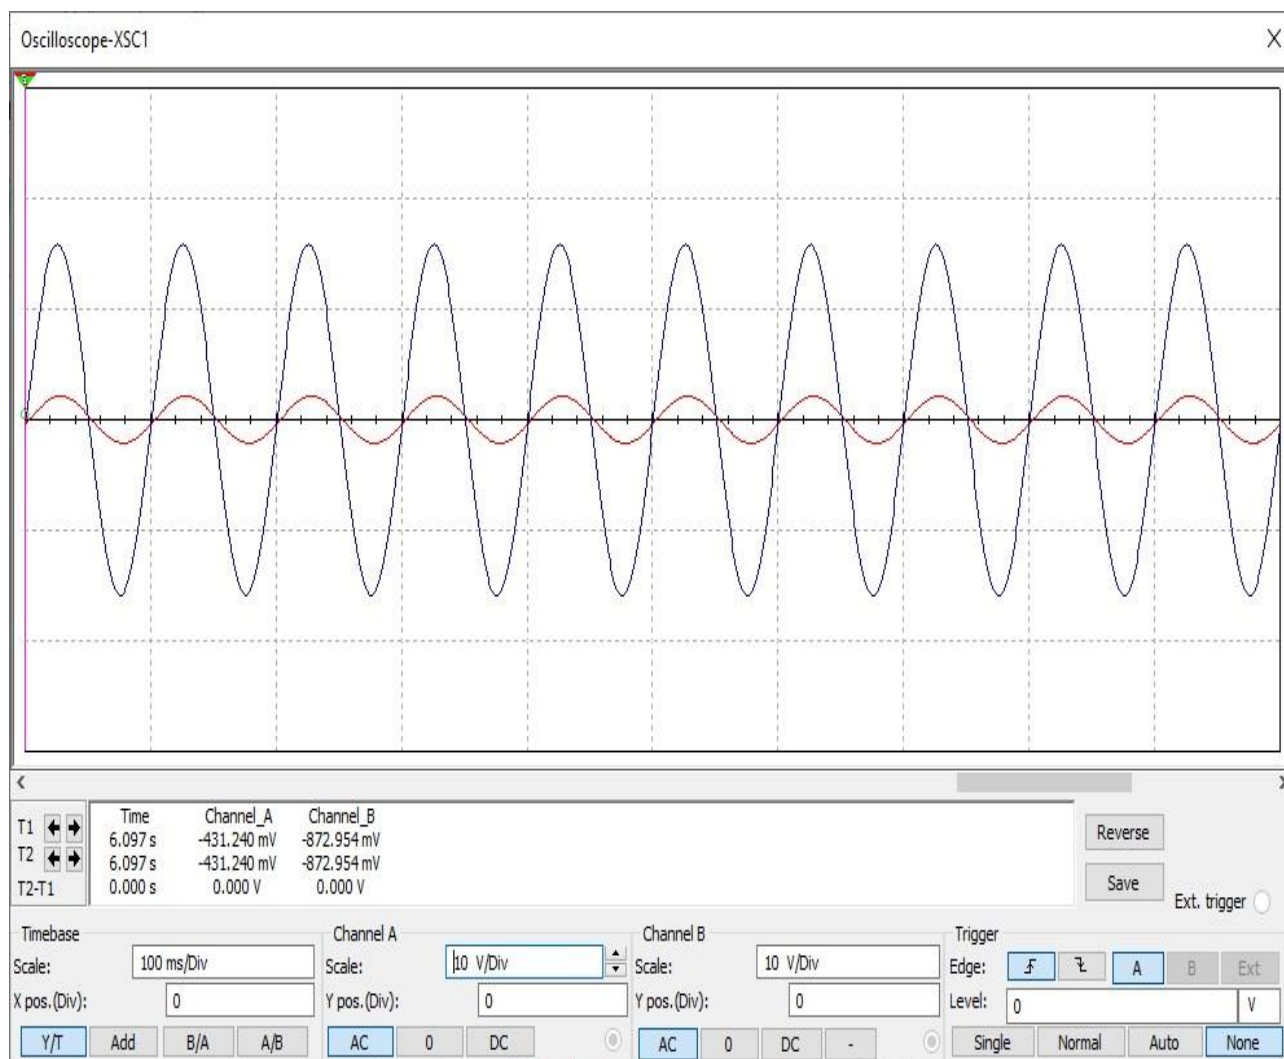 Oscilloscope-XSC1
X
Time Channel_A Channel_B
T1 6.097 s -431.240 mV -872.954 mV
T2 6.097 s -431.240 mV -872.954 mV
T2-T1 0.000 s 0.000 V 0.000 V
Reverse
Save
Ext. trigger
Timebase
Scale: 100 ms/Div
X pos.(Div): 0
Y/T Add B/A A/B
Channel A
Scale: 10 V/Div
Y pos.(Div): 0
AC 0 DC
Channel B
Scale: 10 V/Div
Y pos.(Div): 0
AC 0 DC -
Trigger
Edge: A B Ext
Level: 0 V
Single Normal Auto None